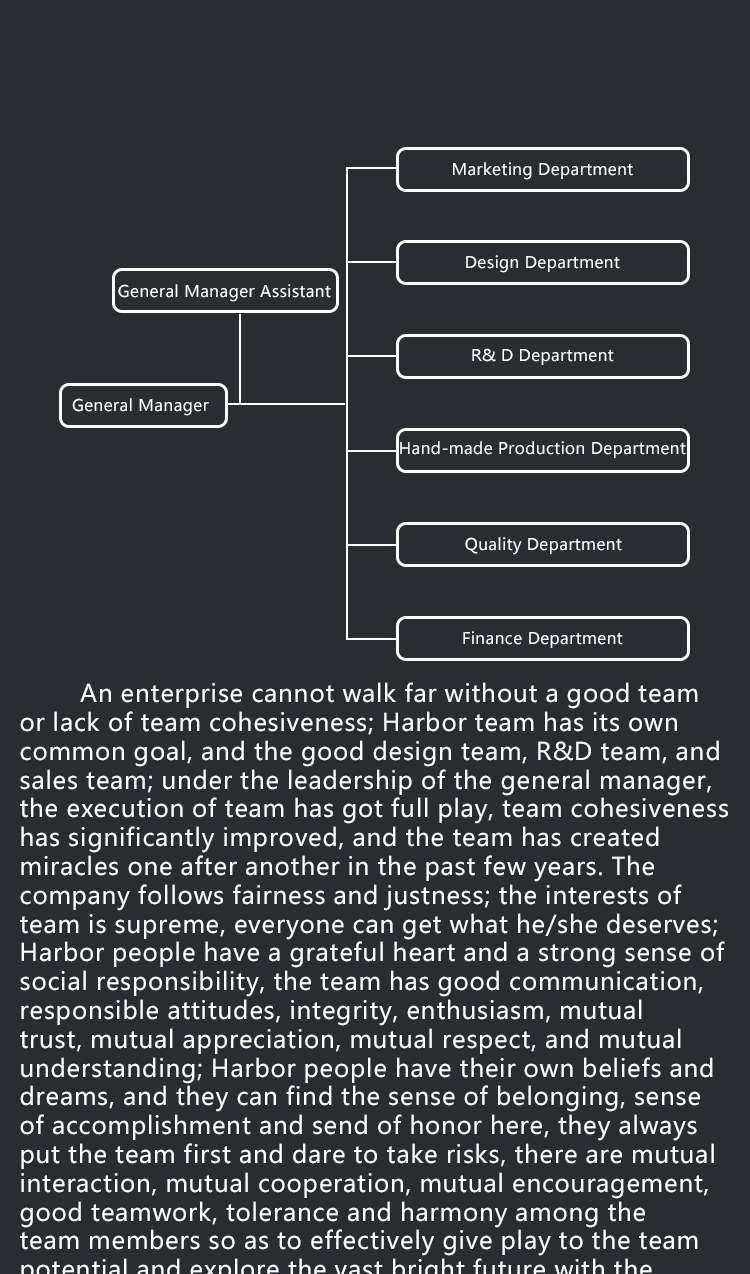 Marketing Department
Design Department
General Manager Assistant
R& D Department
General Manager
Hand-made Production Department
Quality Department
Finance Department
An enterprise cannot walk far without a good team
or lack of team cohesiveness; Harbor team has its own
common goal, and the good design team, R&D team, and
sales team; under the leadership of the general manager,
the execution of team has got full play, team cohesiveness
has significantly improved, and the team has created
miracles one after another in the past few years. The
company follows fairness and justness; the interests of
team is supreme, everyone can get what he/she deserves;
Harbor people have a grateful heart and a strong sense of
social responsibility, the team has good communication,
responsible attitudes, integrity, enthusiasm, mutual
trust, mutual appreciation, mutual respect, and mutual
understanding; Harbor people have their own beliefs and
dreams, and they can find the sense of belonging, sense
of accomplishment and send of honor here, they always
put the team first and dare to take risks, there are mutual
interaction, mutual cooperation, mutual encouragement,
good teamwork, tolerance and harmony among the
team members so as to effectively give play to the team
potential and explore the vast bright future with the